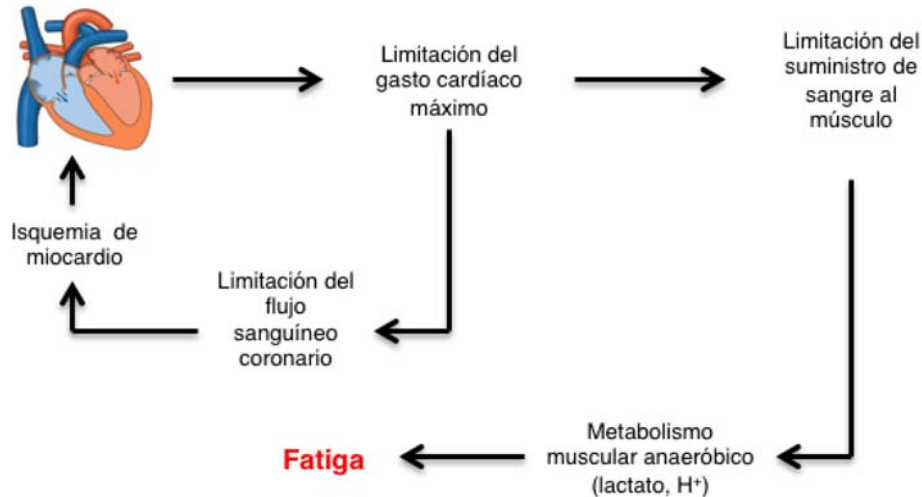 Limitación del
gasto cardíaco
máximo
Limitación del
suministro de
sangre al
músculo
Isquemia de
miocardio
Limitación del
flujo
sanguíneo
coronario
Fatiga
Metabolismo
muscular anaeróbico
(lactato, H⁺)